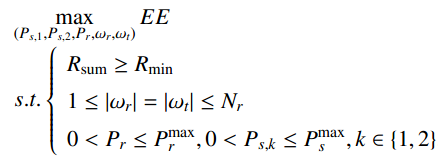 max EE
(P_{s,1}, P_{s,2}, P_r, ω_r, ω_t)
s.t. { R_sum ≥ R_min
1 ≤ |ω_r| = |ω_t| ≤ N_r
0 < P_r ≤ P_r^max, 0 < P_{s,k} ≤ P_s^max, k ∈ {1, 2}